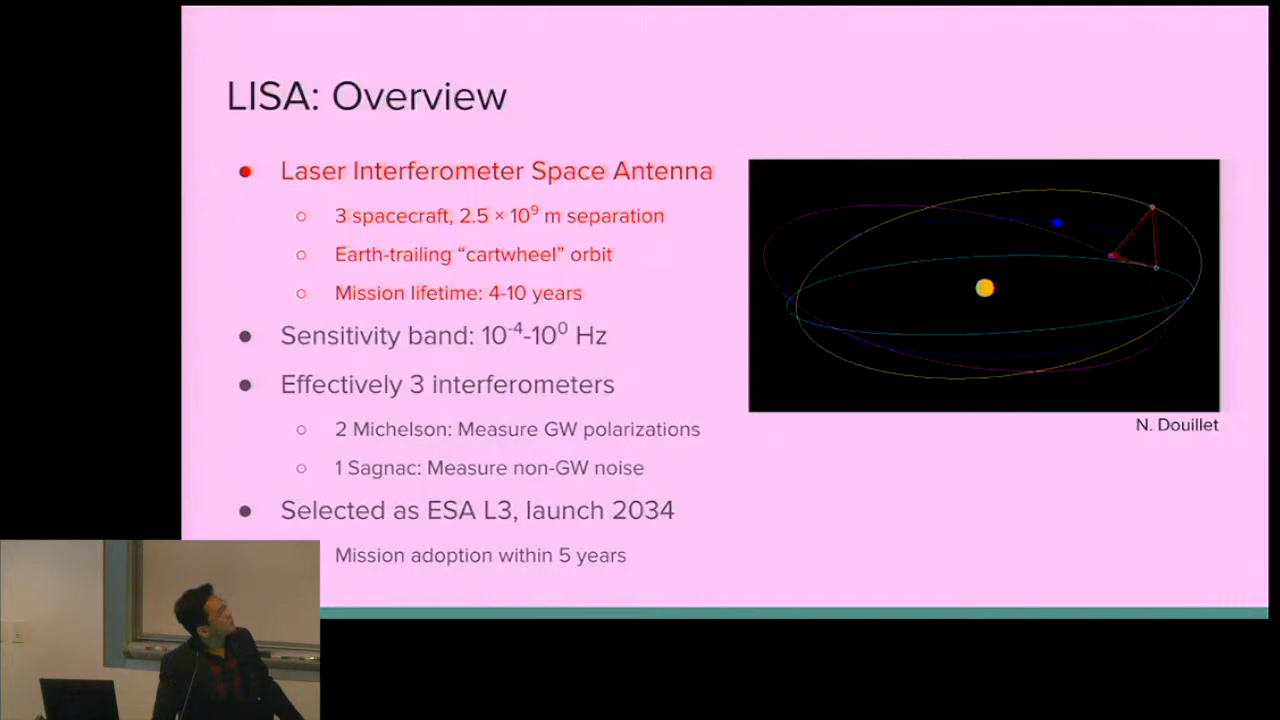 LISA: Overview
● Laser Interferometer Space Antenna
○ 3 spacecraft, 2.5 × 10⁹ m separation
○ Earth-trailing “cartwheel” orbit
○ Mission lifetime: 4-10 years
● Sensitivity band: 10⁻⁴-10⁰ Hz
● Effectively 3 interferometers
○ 2 Michelson: Measure GW polarizations
○ 1 Sagnac: Measure non-GW noise
● Selected as ESA L3, launch 2034
Mission adoption within 5 years
N. Douillet